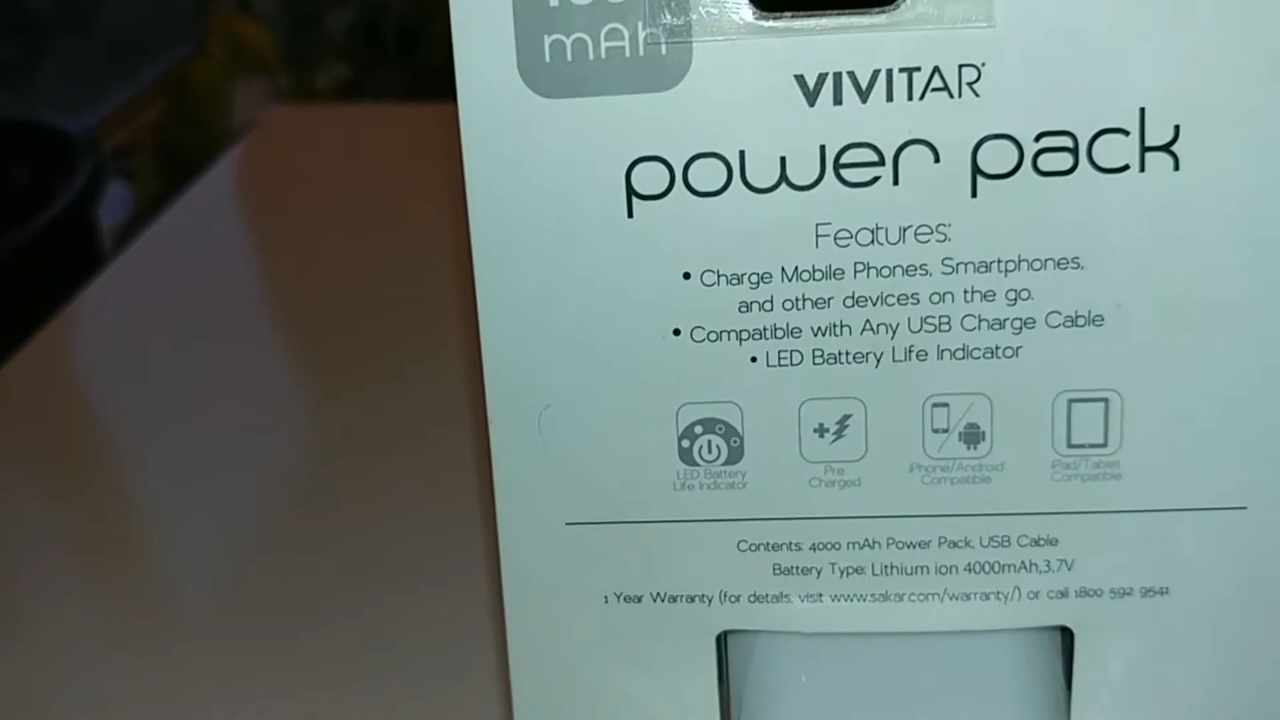 mAh
VIVITAR
power pack
Features:
• Charge Mobile Phones, Smartphones,
and other devices on the go.
• Compatible with Any USB Charge Cable
• LED Battery Life Indicator
LED Battery
Life Indicator
Pre
Charged
iPhone/Android
Compatible
iPad/Tablet
Compatible
Contents: 4000 mAh Power Pack, USB Cable
Battery Type: Lithium ion 4000mAh,3.7V
1 Year Warranty (for details, visit www.sakar.com/warranty/) or call 1800 592 9541